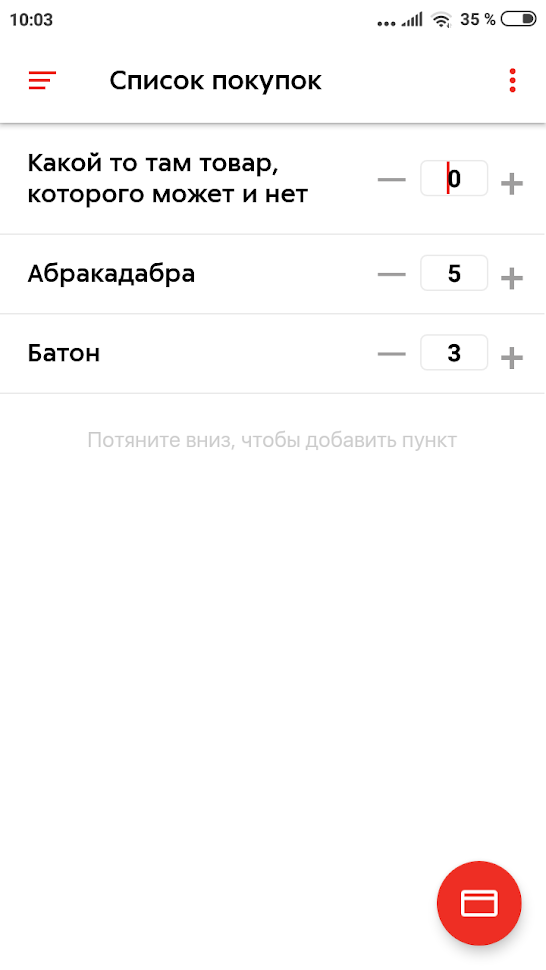 10:03
35 %
Список покупок
Какой то там товар,
которого может и нет
0
Абракадабра
5
Батон
3
Потяните вниз, чтобы добавить пункт